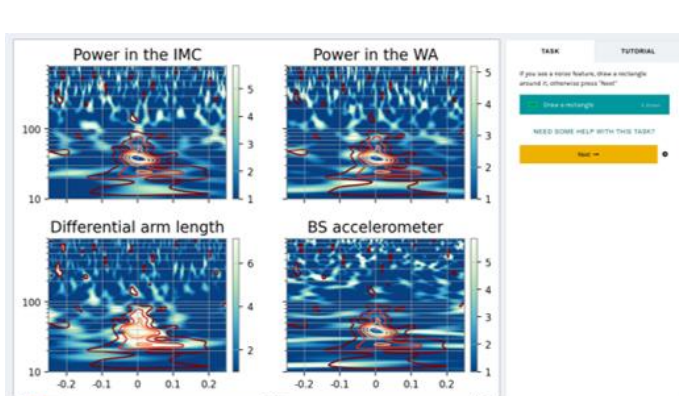 Power in the IMC
Power in the WA
TASK
TUTORIAL
If you see a noise feature, draw a rectangle
around it, otherwise press "Next"
Draw a rectangle
NEED SOME HELP WITH THIS TASK?
Next →
100
10
5
4
3
2
1
100
10
5
4
3
2
1
Differential arm length
BS accelerometer
100
10
6
4
2
100
10
5
4
3
2
1
-0.2 -0.1 0 0.1 0.2
-0.2 -0.1 0 0.1 0.2